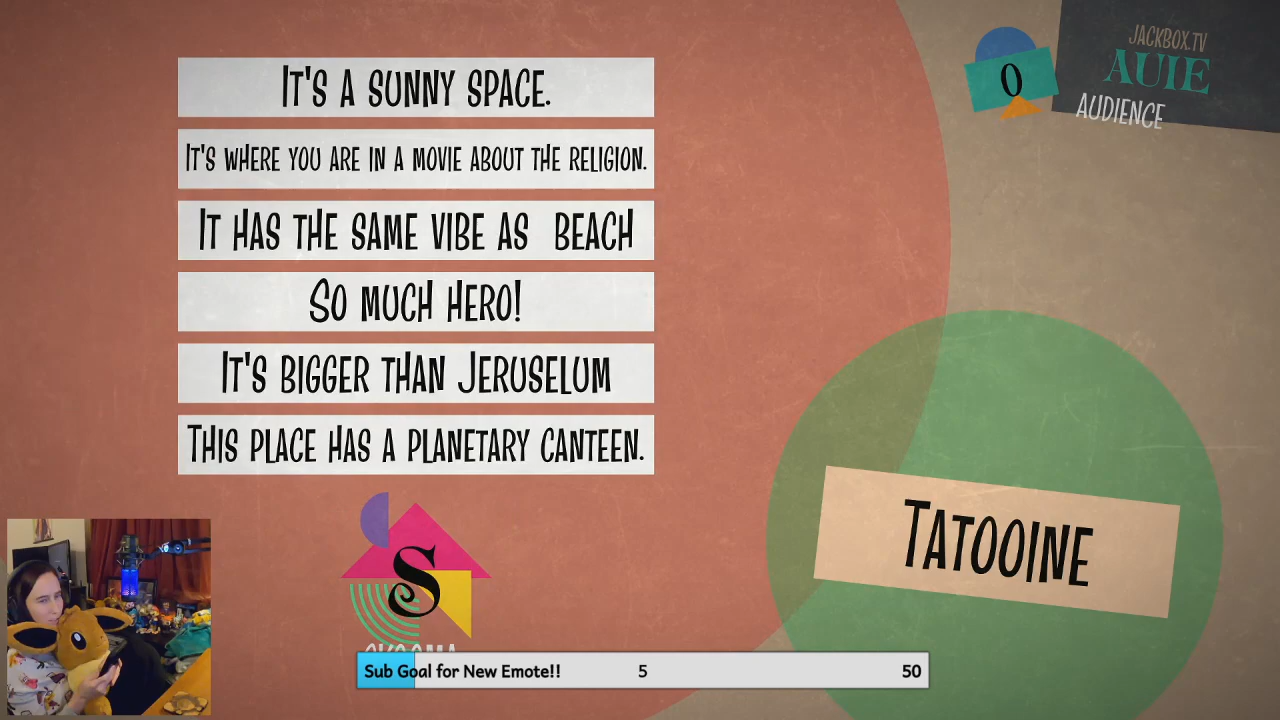 It's a sunny space.
It's where you are in a movie about the religion.
It has the same vibe as  beach
So much hero!
It's bigger than Jeruselum
This place has a planetary canteen.
JACKBOX.TV
0
AUIE
AUDIENCE
Tatooine
S
Sub Goal for New Emote!! 5 50